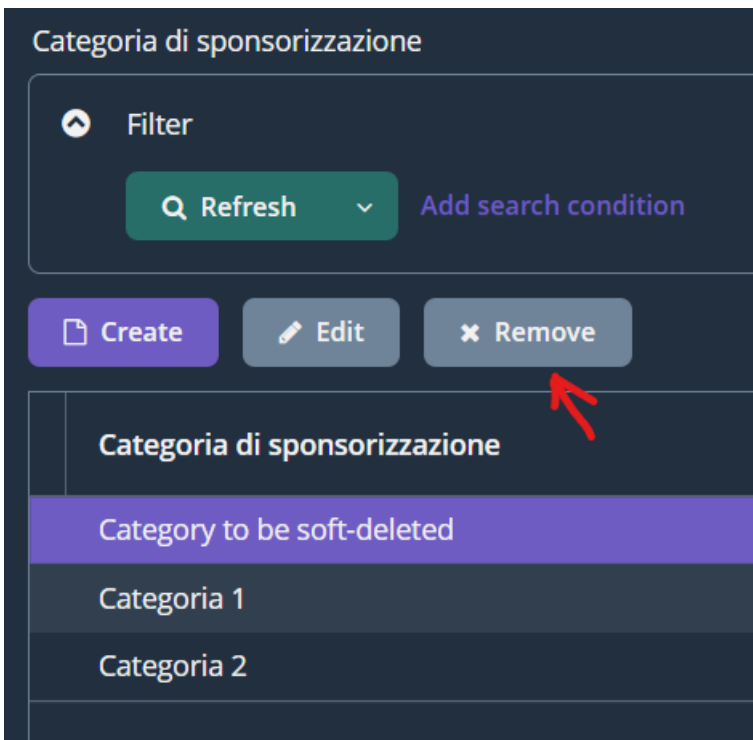 Categoria di sponsorizzazione
Filter
Refresh Add search condition
Create Edit Remove
Categoria di sponsorizzazione
Category to be soft-deleted
Categoria 1
Categoria 2